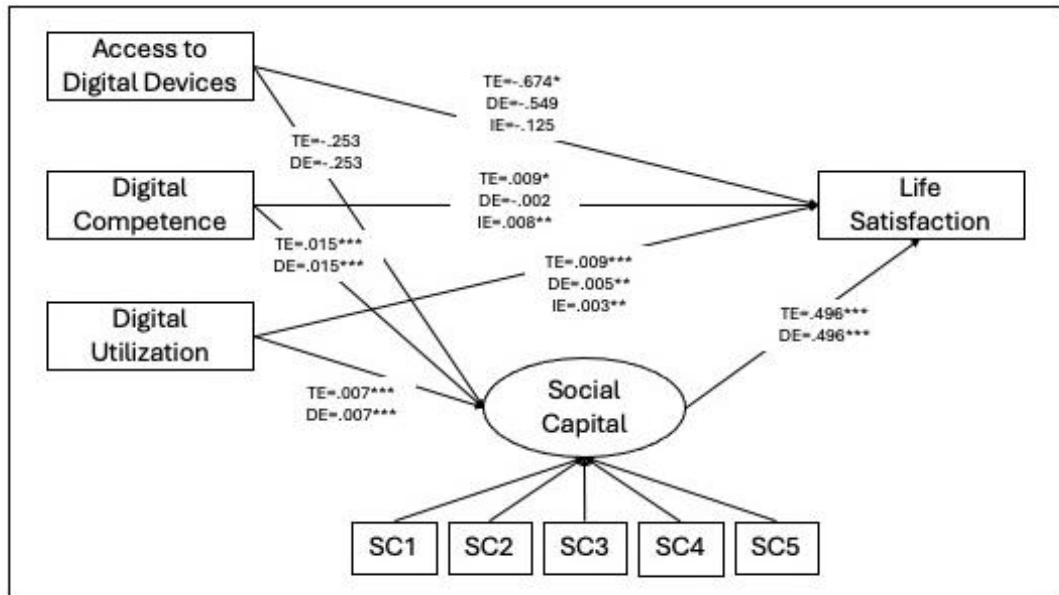 Access to
Digital Devices
TE=-.674*
DE=-.549
IE=-.125
TE=-.253
DE=-.253
Digital
Competence
TE=.009*
DE=-.002
IE=.008**
Life
Satisfaction
TE=.015***
DE=.015***
TE=.009***
DE=.005**
IE=.003**
Digital
Utilization
TE=.496***
DE=.496***
TE=.007***
DE=.007***
Social
Capital
SC1
SC2
SC3
SC4
SC5